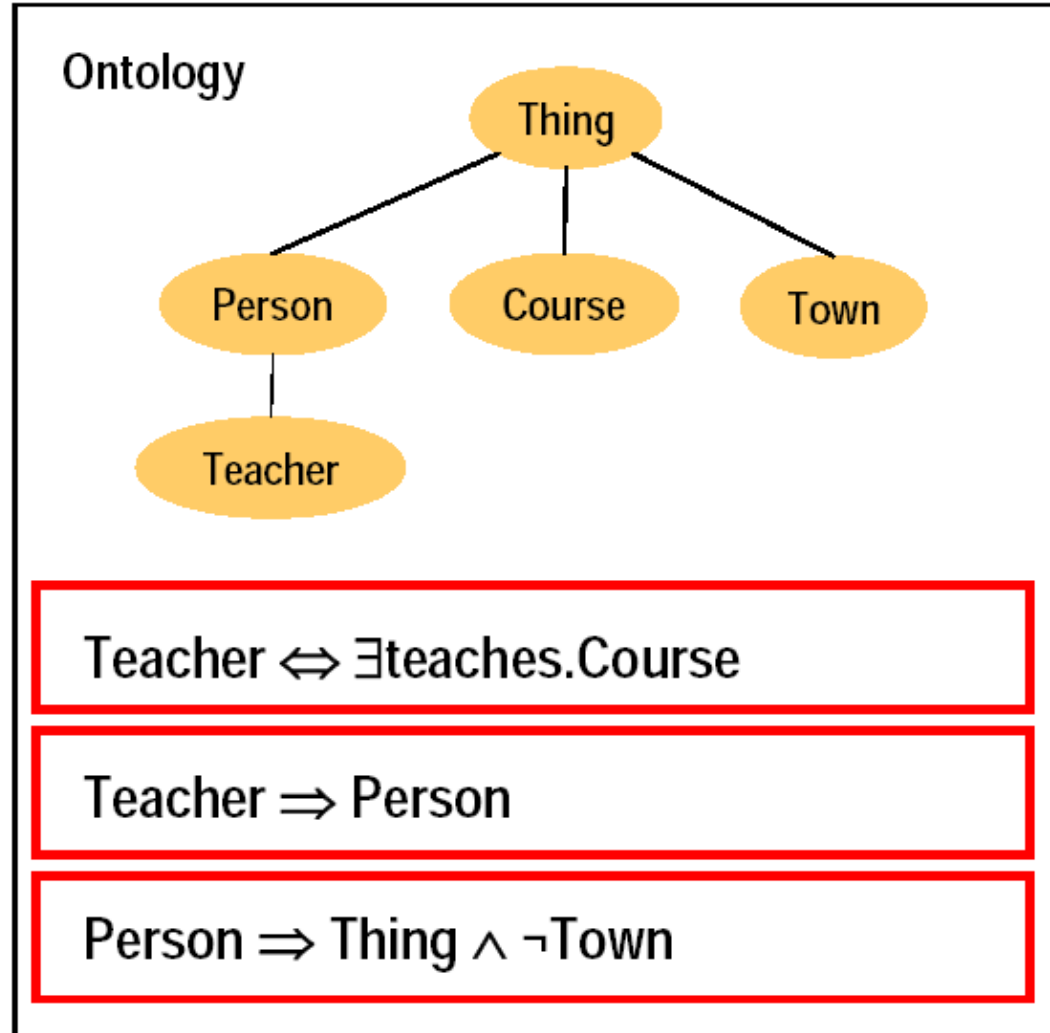 Ontology
Thing
Person
Course
Town
Teacher
Teacher ⇔ ∃teaches.Course
Teacher ⇒ Person
Person ⇒ Thing ∧ ¬Town